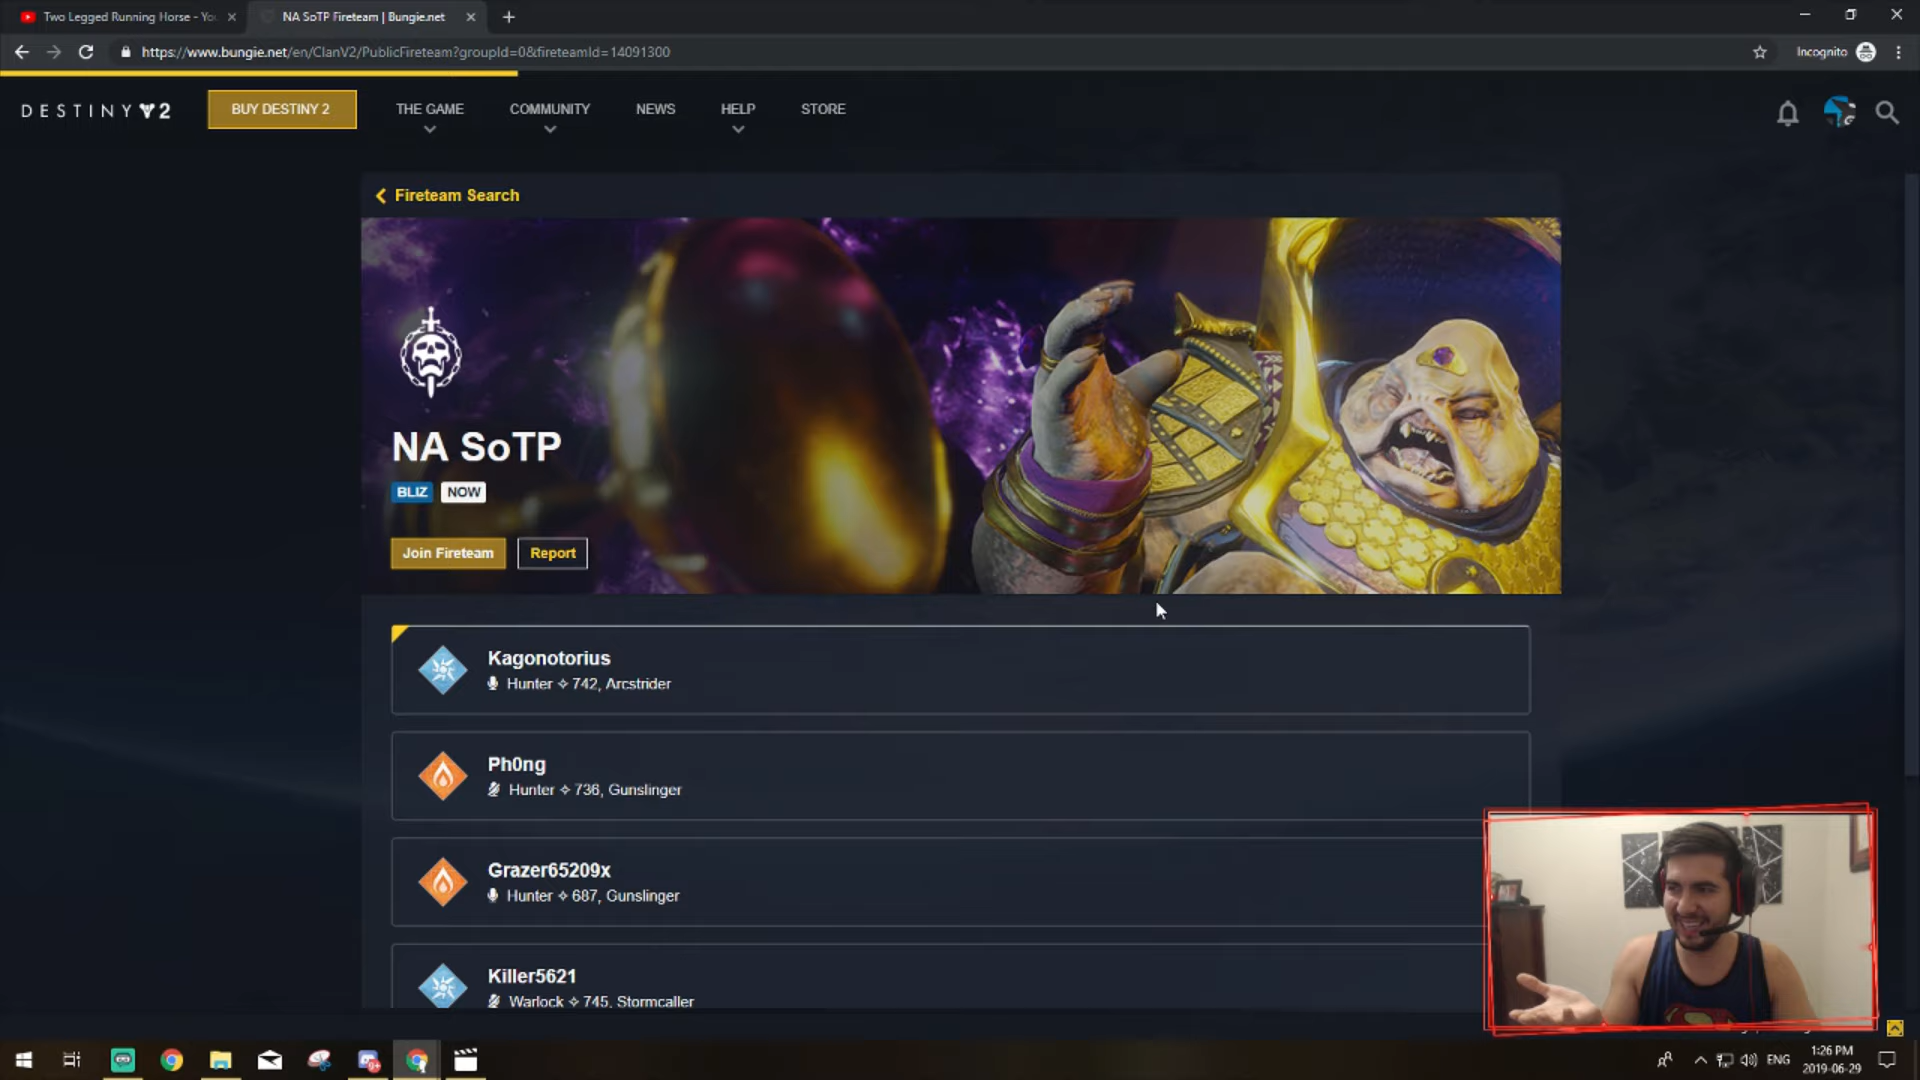 Two Legged Running Horse - You
NA SoTP Fireteam | Bungie.net
https://www.bungie.net/en/ClanV2/PublicFireteam?groupId=0&fireteamId=14091300
Incognito
DESTINY 2
BUY DESTINY 2
THE GAME
COMMUNITY
NEWS
HELP
STORE
Fireteam Search
NA SoTP
BLIZ NOW
Join Fireteam
Report
Kagonotorius
Hunter ✧ 742, Arcstrider
Ph0ng
Hunter ✧ 736, Gunslinger
Grazer65209x
Hunter ✧ 687, Gunslinger
Killer5621
Warlock ✧ 745, Stormcaller
ENG
1:26 PM
2019-06-29